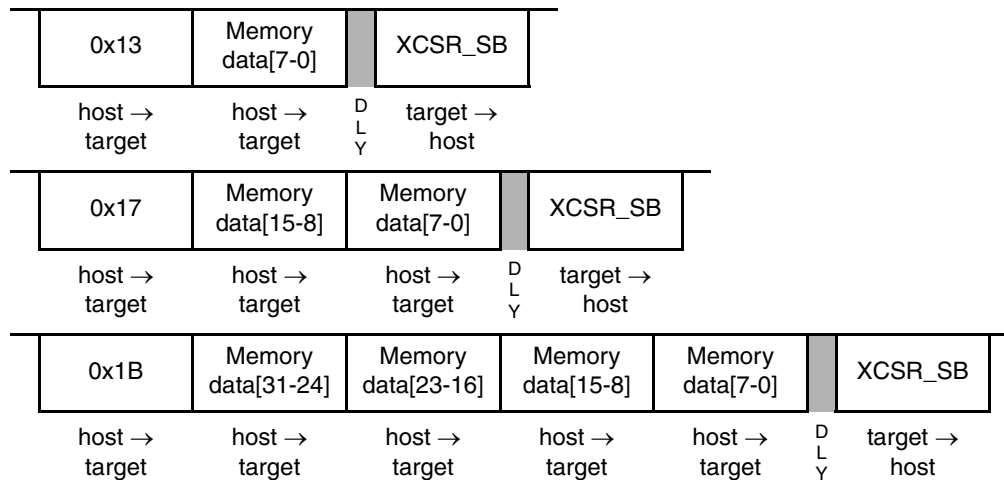 0x13 Memory data[7-0] XCSR_SB
host → target host → target D L Y target → host
0x17 Memory data[15-8] Memory data[7-0] XCSR_SB
host → target host → target host → target D L Y target → host
0x1B Memory data[31-24] Memory data[23-16] Memory data[15-8] Memory data[7-0] XCSR_SB
host → target host → target host → target host → target host → target D L Y target → host